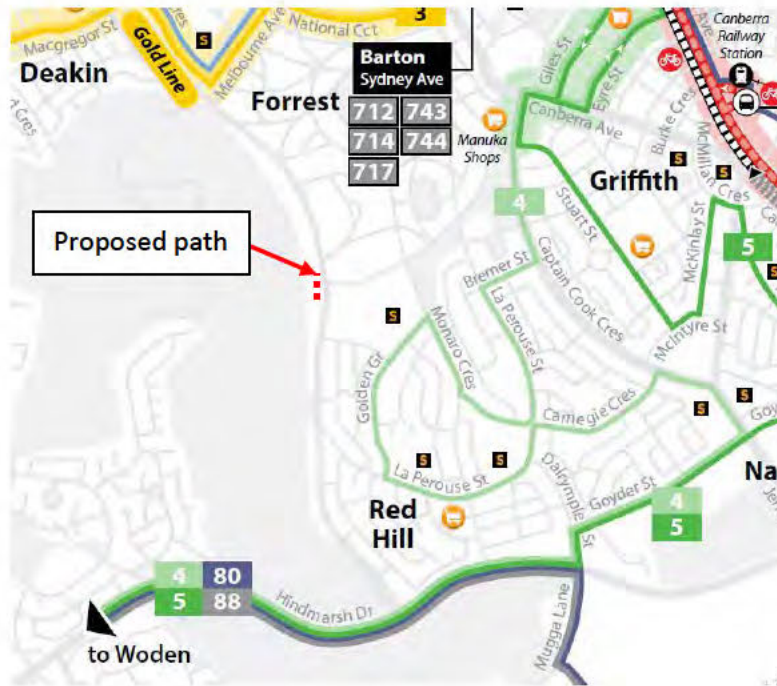 Macgregor St
Deakin
Gold Line
Melbourne Ave
National Cct
3
S
Barton
Sydney Ave
712 743
714 744
717
Forrest
Giles St
Eyre St
Canberra Ave
Manuka
Shops
Canberra
Railway
Station
Ave
Burke Cres
McMillan Cres
S
S
Griffith
4
Stuart St
McKinlay St
5
S
Proposed path
Bremer St
Captain Cook Cres
La Perouse St
McIntyre St
S
Monaro Cres
Golden Gr
Carnegie Cres
S
S
Goy
S
S
La Perouse St
Dalrymple St
Goyder St
Na
Red
Hill
4
5
4 80
5 88
Hindmarsh Dr
Mugga Lane
to Woden